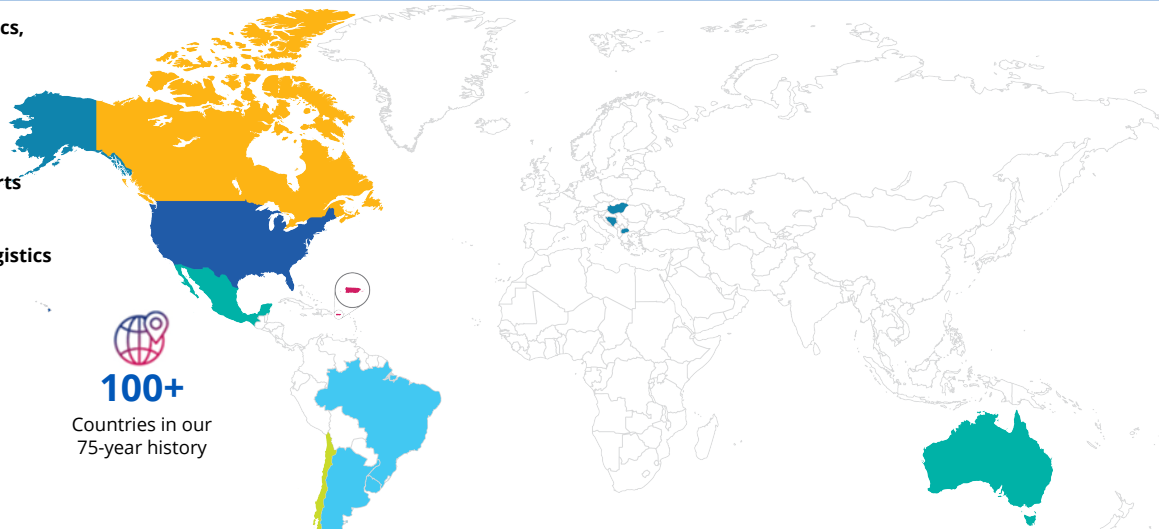 cs,
rts
gistics
100+
Countries in our
75-year history